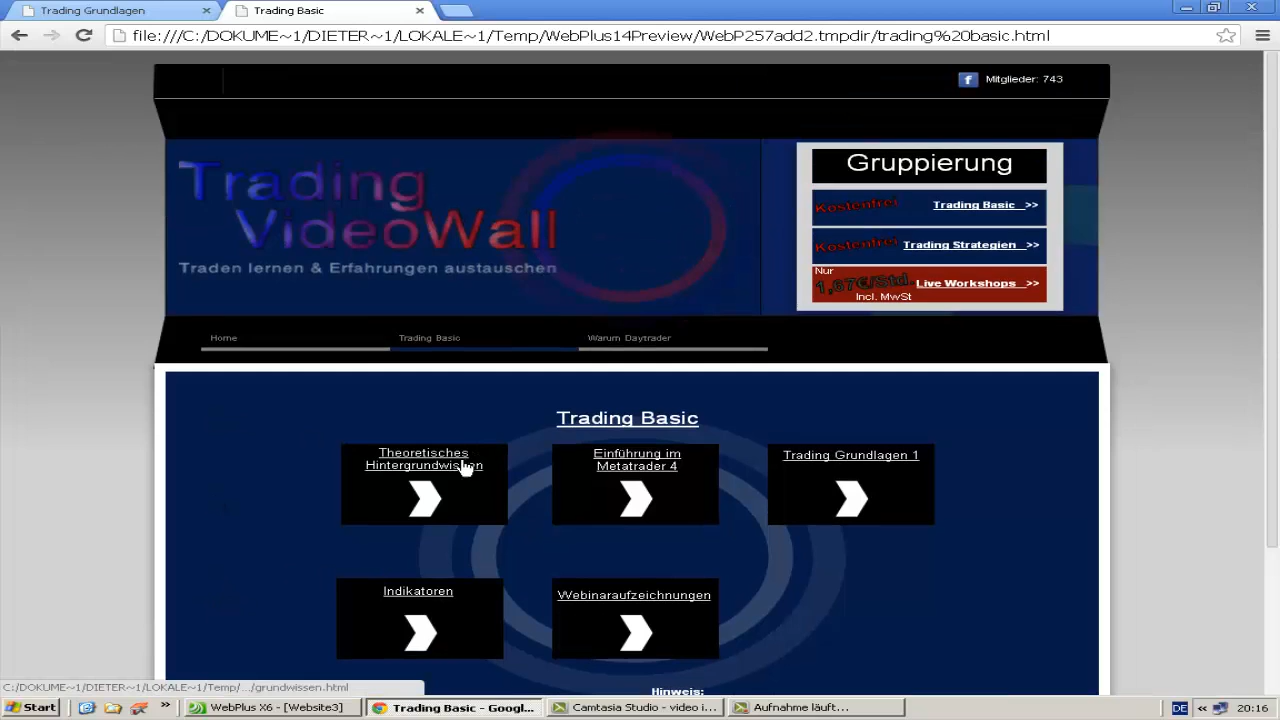 Trading Grundlagen
Trading Basic
file:///C:/DOKUME~1/DIETER~1/LOKALE~1/Temp/WebPlus14Preview/WebP257add2.tmpdir/trading%20basic.html
Mitglieder: 743
Trading
VideoWall
Traden lernen & Erfahrungen austauschen
Gruppierung
Kostenfrei Trading Basic >>
Kostenfrei Trading Strategien >>
Nur
1,67€/Std. Live Workshops >>
Incl. MwSt
Home
Trading Basic
Warum Daytrader
Trading Basic
Theoretisches
Hintergrundwissen
Einführung im
Metatrader 4
Trading Grundlagen 1
Indikatoren
Webinaraufzeichnungen
Hinweis:
C:/DOKUME~1/DIETER~1/LOKALE~1/Temp/.../grundwissen.html
Start
WebPlus X6 - [Website3]
Trading Basic - Googl...
Camtasia Studio - video i...
Aufnahme läuft...
DE
20:16